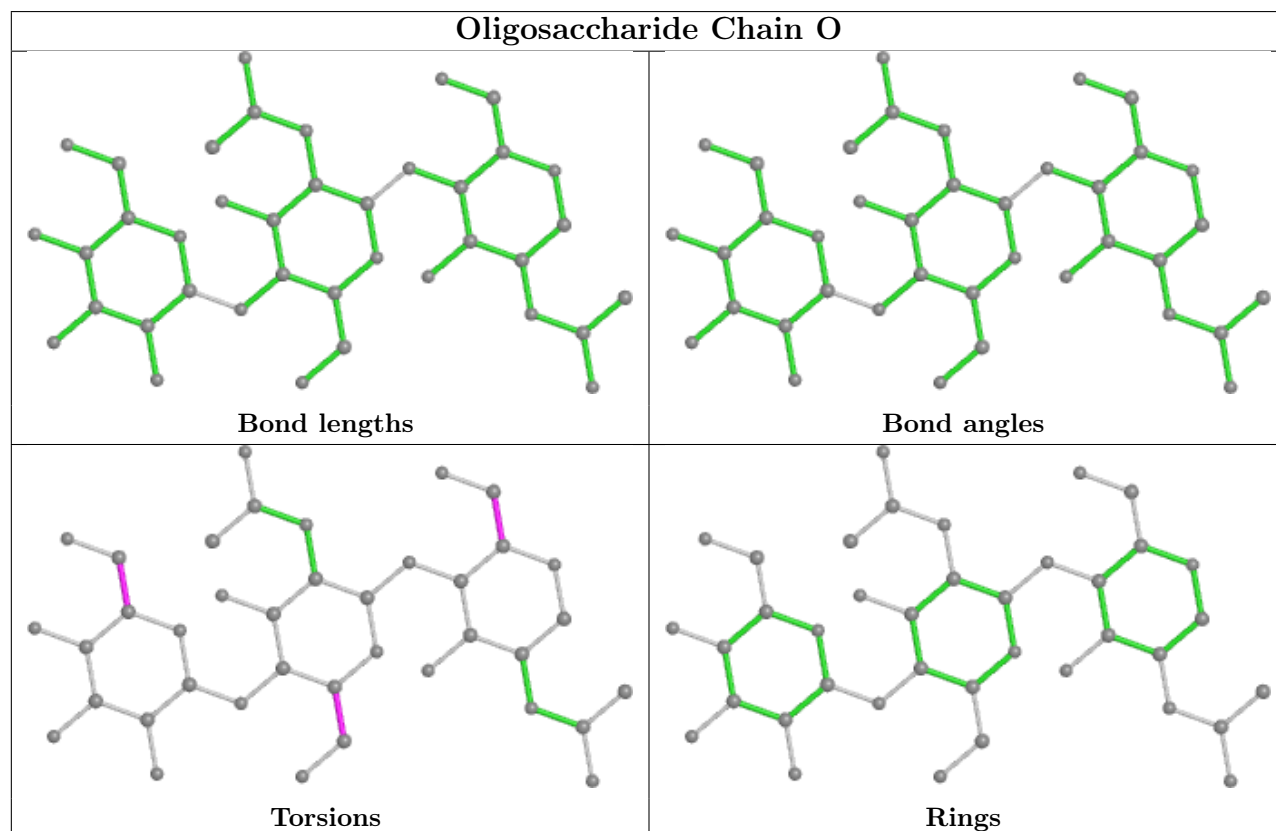 Oligosaccharide Chain O
Bond lengths
Bond angles
Torsions
Rings